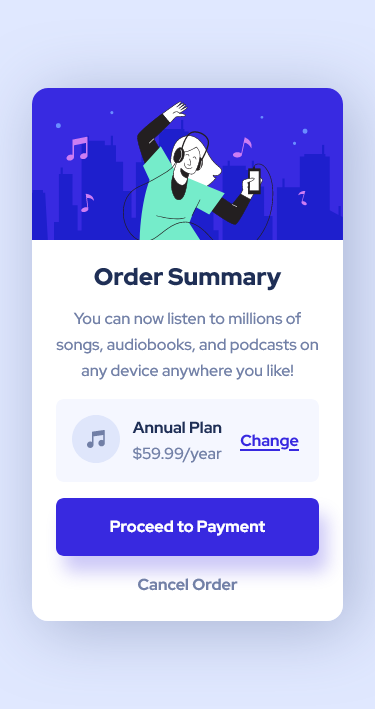 Order Summary
You can now listen to millions of
songs, audiobooks, and podcasts on
any device anywhere you like!
Annual Plan
$59.99/year
Change
Proceed to Payment
Cancel Order